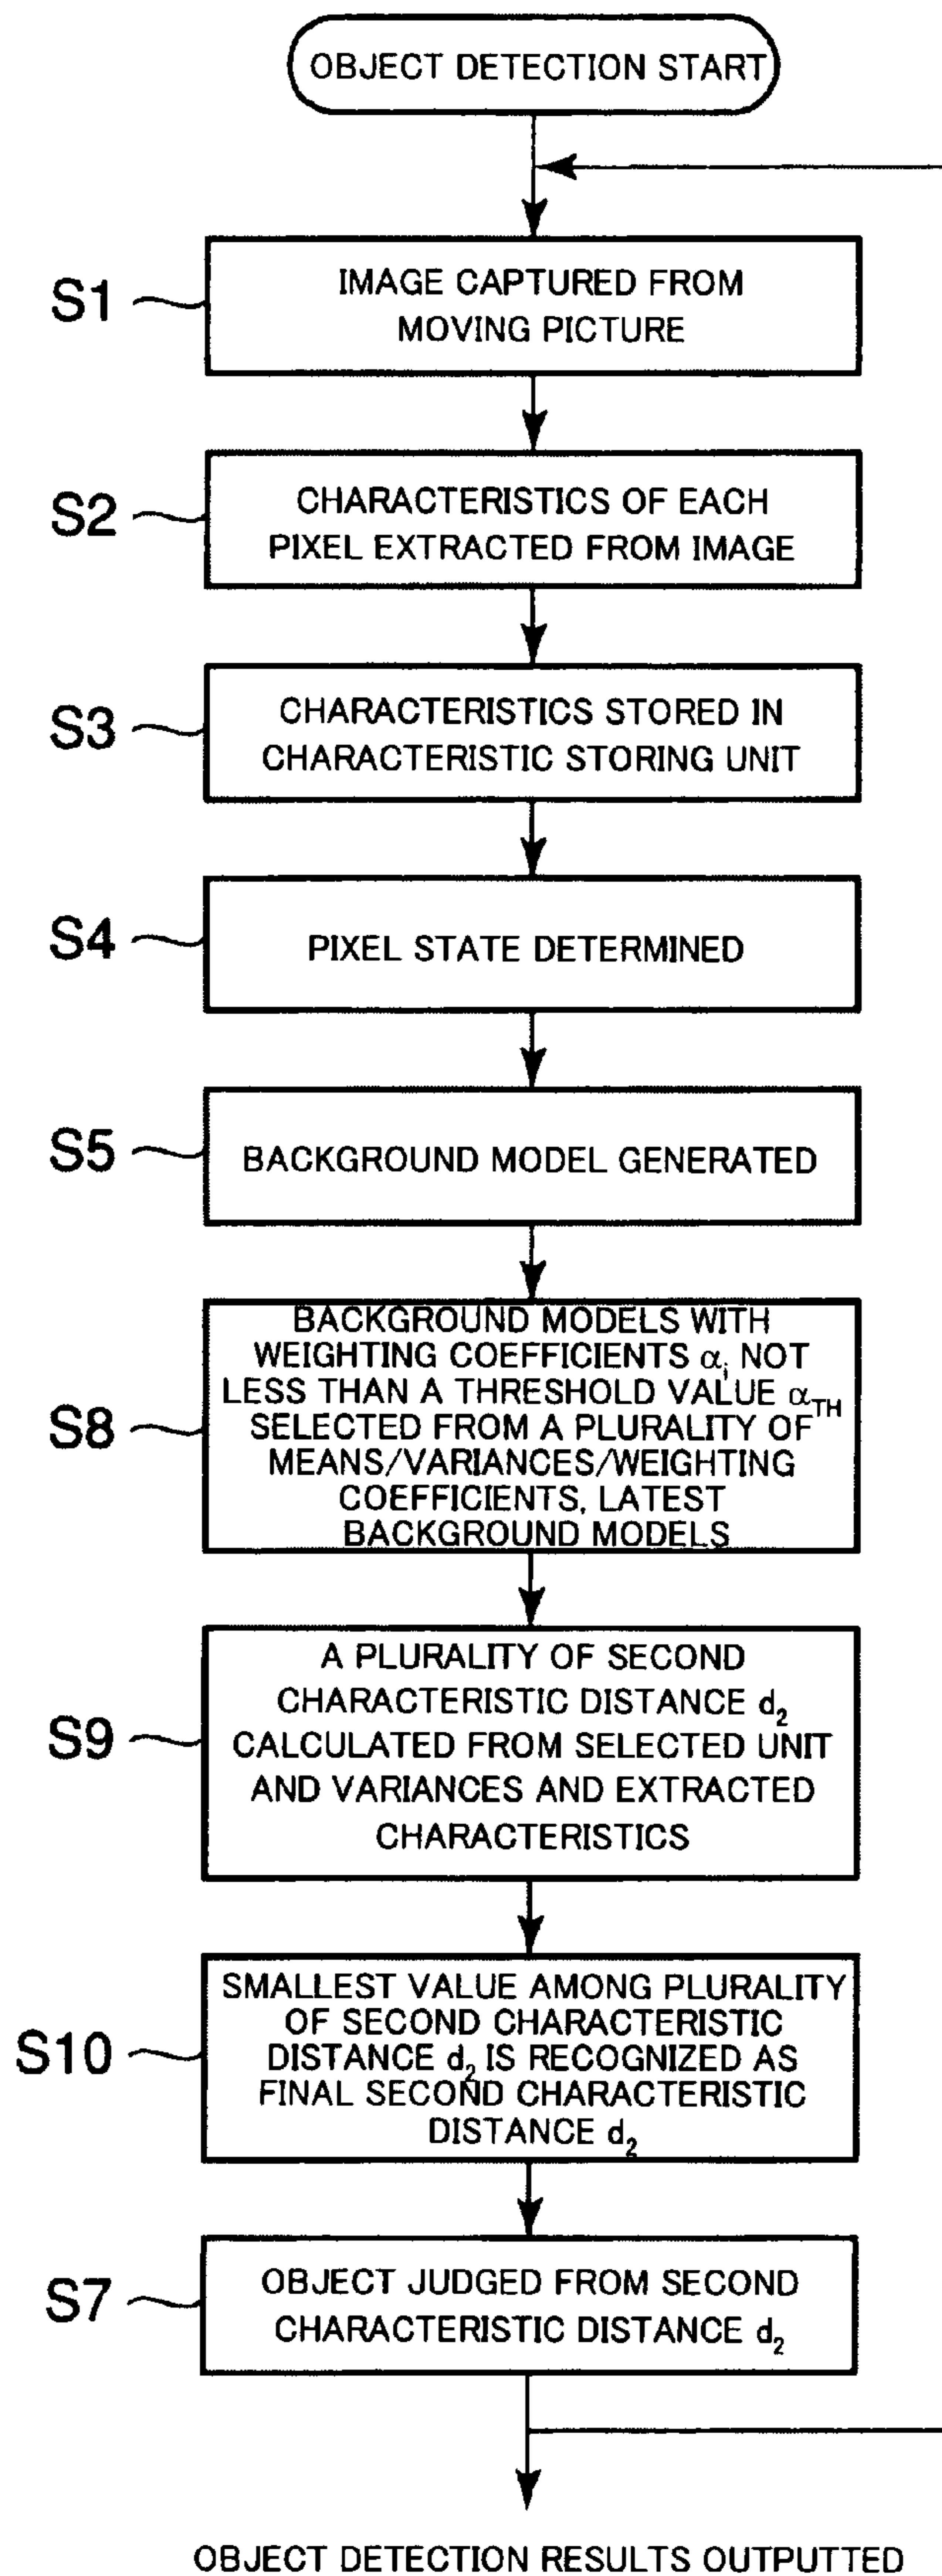 OBJECT DETECTION START
S1
IMAGE CAPTURED FROM
MOVING PICTURE
S2
CHARACTERISTICS OF EACH
PIXEL EXTRACTED FROM IMAGE
S3
CHARACTERISTICS STORED IN
CHARACTERISTIC STORING UNIT
S4
PIXEL STATE DETERMINED
S5
BACKGROUND MODEL GENERATED
S8
BACKGROUND MODELS WITH
WEIGHTING COEFFICIENTS αi NOT
LESS THAN A THRESHOLD VALUE αTH
SELECTED FROM A PLURALITY OF
MEANS/VARIANCES/WEIGHTING
COEFFICIENTS, LATEST
BACKGROUND MODELS
S9
A PLURALITY OF SECOND
CHARACTERISTIC DISTANCE d2
CALCULATED FROM SELECTED UNIT
AND VARIANCES AND EXTRACTED
CHARACTERISTICS
S10
SMALLEST VALUE AMONG PLURALITY
OF SECOND CHARACTERISTIC
DISTANCE d2 IS RECOGNIZED AS
FINAL SECOND CHARACTERISTIC
DISTANCE d2
S7
OBJECT JUDGED FROM SECOND
CHARACTERISTIC DISTANCE d2
OBJECT DETECTION RESULTS OUTPUTTED